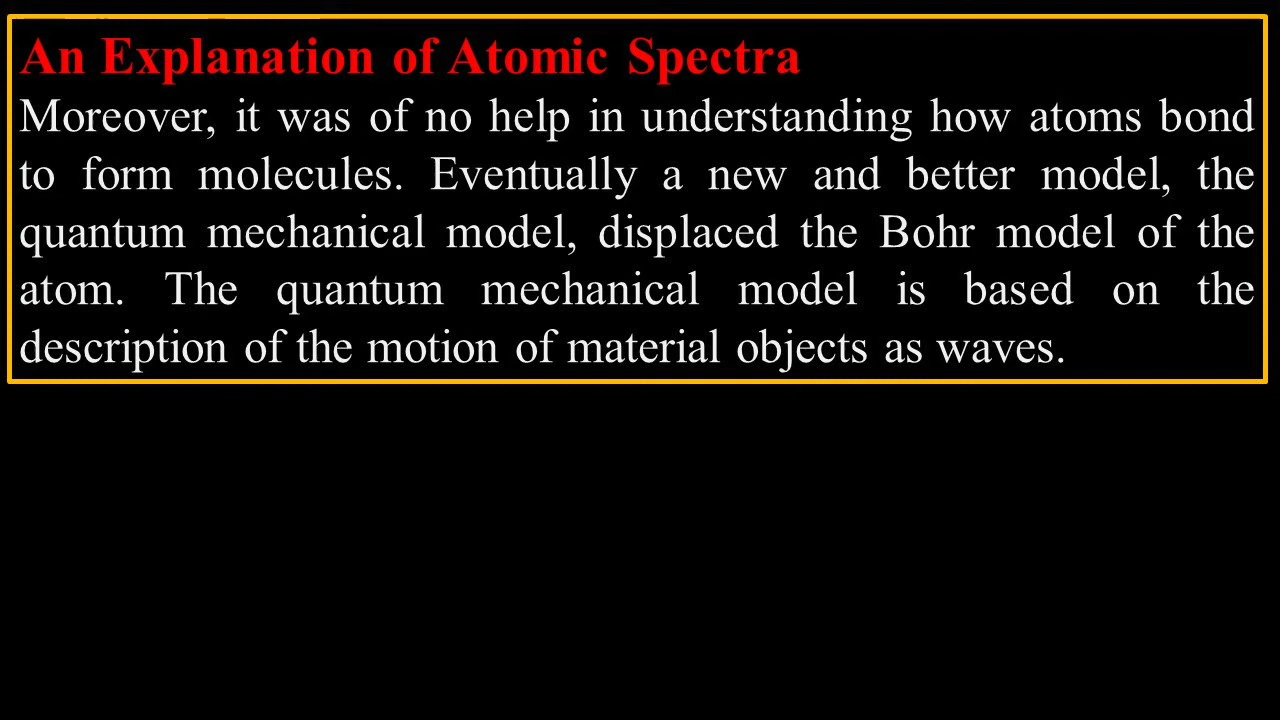 An Explanation of Atomic Spectra
Moreover, it was of no help in understanding how atoms bond
to form molecules. Eventually a new and better model, the
quantum mechanical model, displaced the Bohr model of the
atom. The quantum mechanical model is based on the
description of the motion of material objects as waves.